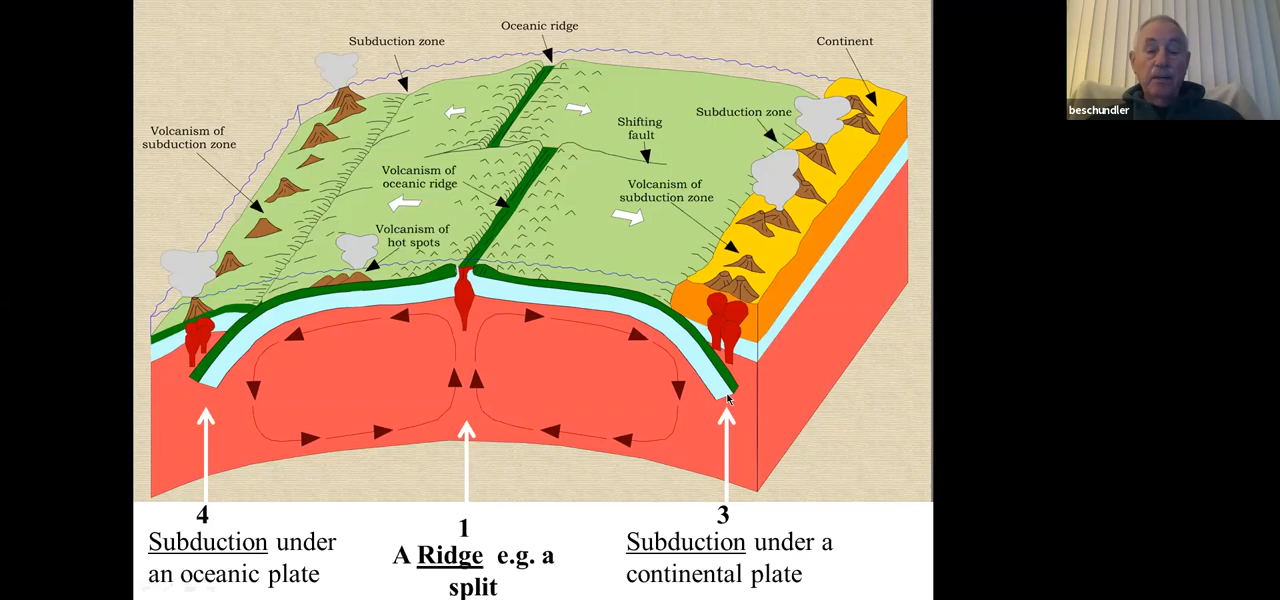 Oceanic ridge
Subduction zone
Continent
Subduction zone
Shifting
fault
Volcanism of
subduction zone
Volcanism of
oceanic ridge
Volcanism of
subduction zone
Volcanism of
hot spots
beschundler
4
Subduction under
an oceanic plate
1
A Ridge e.g. a
split
3
Subduction under a
continental plate